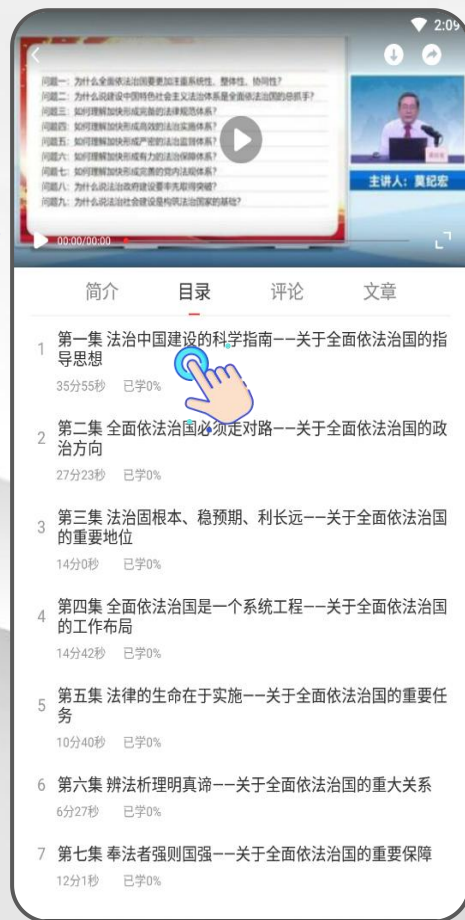 2:09
问题一：为什么全面依法治国要更加注重系统性、整体性、协同性？
问题二：为什么说建设中国特色社会主义法治体系是全面依法治国的总抓手？
问题三：如何理解加快形成完备的法律规范体系？
问题四：如何理解加快形成高效的法治实施体系？
问题五：如何理解加快形成严密的法治监督体系？
问题六：如何理解加快形成有力的法治保障体系？
问题七：如何理解加快形成完善的党内法规体系？
问题八：为什么说法治政府建设要率先取得突破？
问题九：为什么说法治社会建设是构筑法治国家的基础？
主讲人：莫纪宏
00:00/00:00
简介 目录 评论 文章
1 第一集 法治中国建设的科学指南——关于全面依法治国的指
导思想
35分55秒 已学0%
2 第二集 全面依法治国必须走对路——关于全面依法治国的政
治方向
27分23秒 已学0%
3 第三集 法治固根本、稳预期、利长远——关于全面依法治国
的重要地位
14分0秒 已学0%
4 第四集 全面依法治国是一个系统工程——关于全面依法治国
的工作布局
14分42秒 已学0%
5 第五集 法律的生命在于实施——关于全面依法治国的重要任
务
10分40秒 已学0%
6 第六集 辨法析理明真谛——关于全面依法治国的重大关系
6分27秒 已学0%
7 第七集 奉法者强则国强——关于全面依法治国的重要保障
12分1秒 已学0%